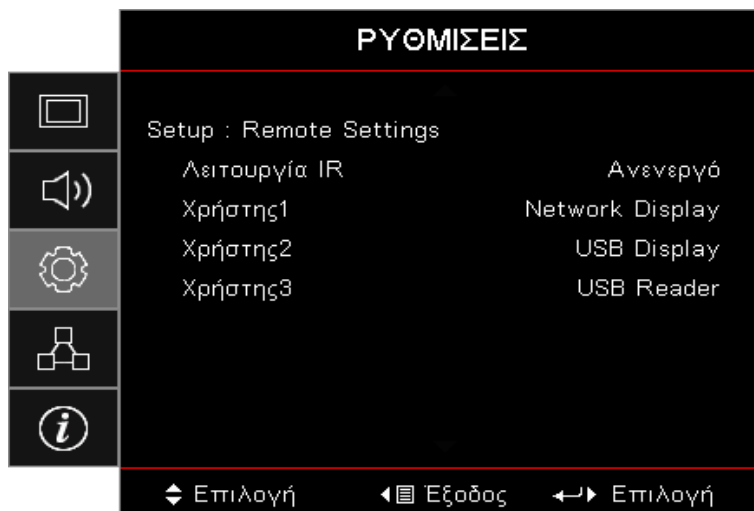 ΡΥΘΜΙΣΕΙΣ
Setup : Remote Settings
Λειτουργία IR Ανενεργό
Χρήστης1 Network Display
Χρήστης2 USB Display
Χρήστης3 USB Reader
Επιλογή Έξοδος Επιλογή